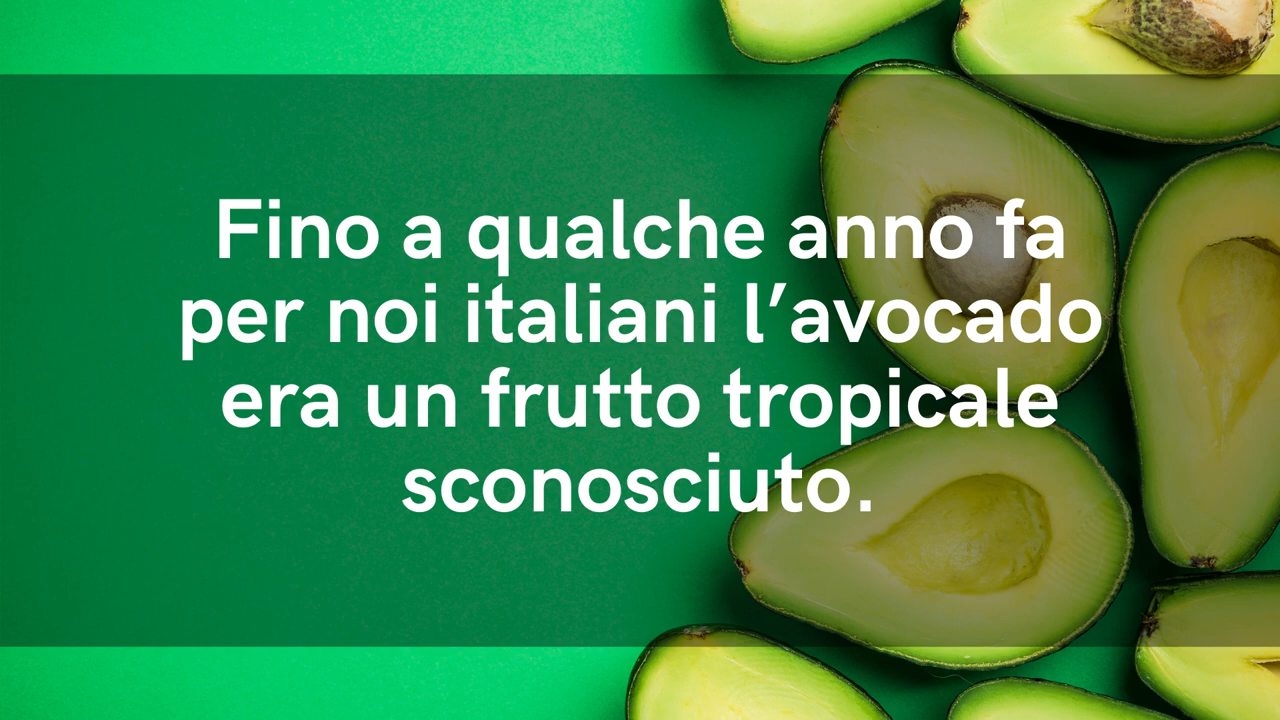 Fino a qualche anno fa
per noi italiani l’avocado
era un frutto tropicale
sconosciuto.